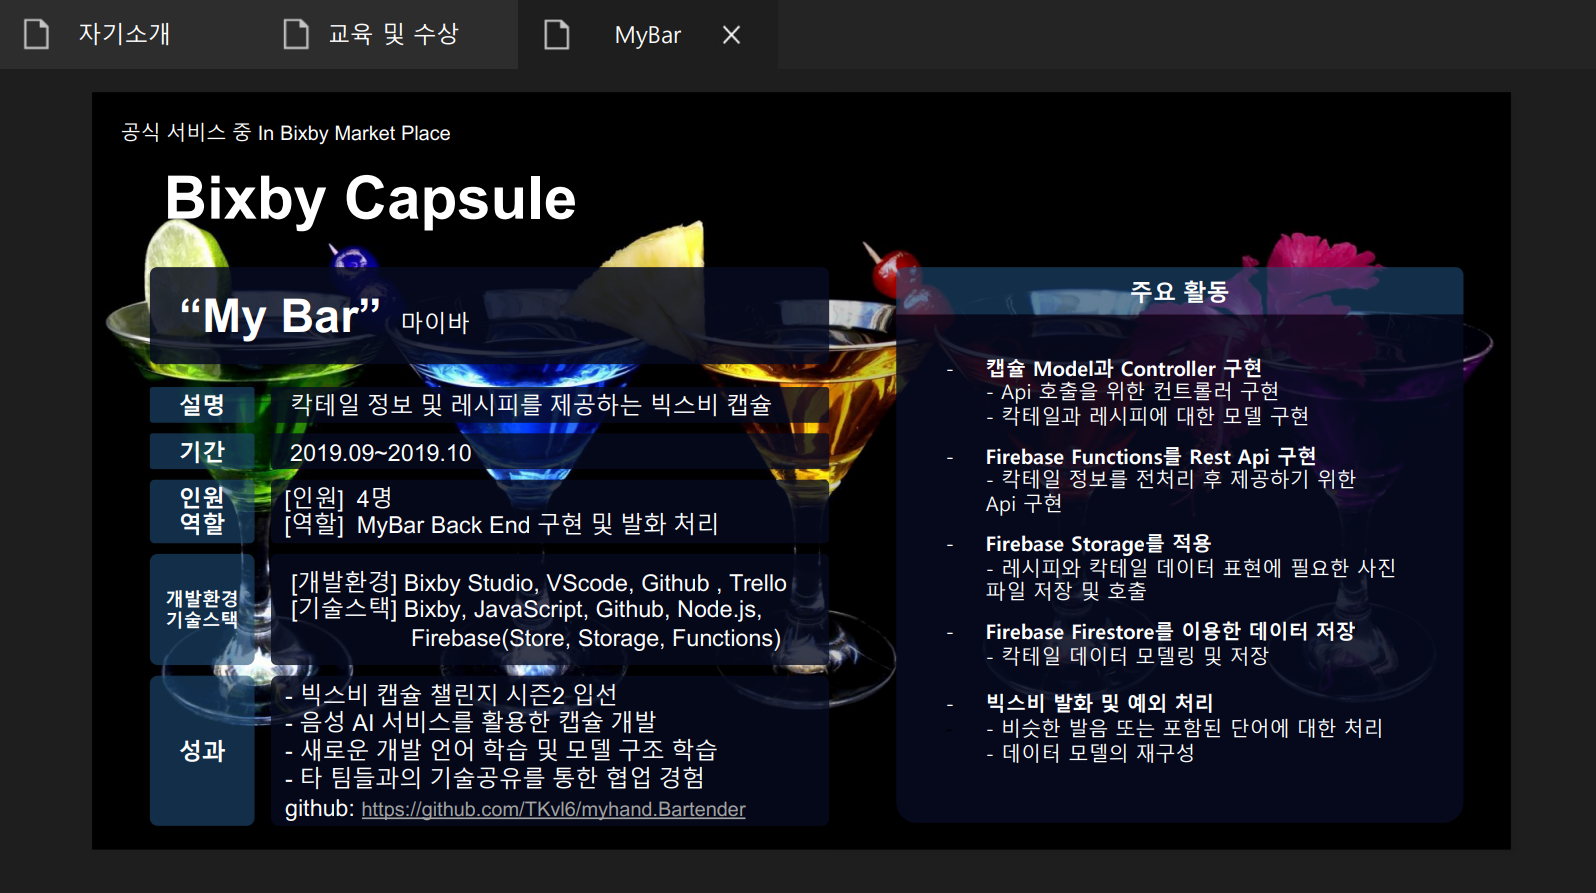 자기소개
교육 및 수상
MyBar
공식 서비스 중 In Bixby Market Place
Bixby Capsule
“My Bar” 마이바
설명
칵테일 정보 및 레시피를 제공하는 빅스비 캡슐
기간
2019.09~2019.10
인원
역할
[인원] 4명
[역할] MyBar Back End 구현 및 발화 처리
개발환경
기술스택
[개발환경] Bixby Studio, VScode, Github , Trello
[기술스택] Bixby, JavaScript, Github, Node.js,
Firebase(Store, Storage, Functions)
성과
- 빅스비 캡슐 챌린지 시즌2 입선
- 음성 AI 서비스를 활용한 캡슐 개발
- 새로운 개발 언어 학습 및 모델 구조 학습
- 타 팀들과의 기술공유를 통한 협업 경험
github: https://github.com/TKvl6/myhand.Bartender
주요 활동
- 캡슐 Model과 Controller 구현
- Api 호출을 위한 컨트롤러 구현
- 칵테일과 레시피에 대한 모델 구현
- Firebase Functions를 Rest Api 구현
- 칵테일 정보를 전처리 후 제공하기 위한
Api 구현
- Firebase Storage를 적용
- 레시피와 칵테일 데이터 표현에 필요한 사진
파일 저장 및 호출
- Firebase Firestore를 이용한 데이터 저장
- 칵테일 데이터 모델링 및 저장
- 빅스비 발화 및 예외 처리
- 비슷한 발음 또는 포함된 단어에 대한 처리
- 데이터 모델의 재구성